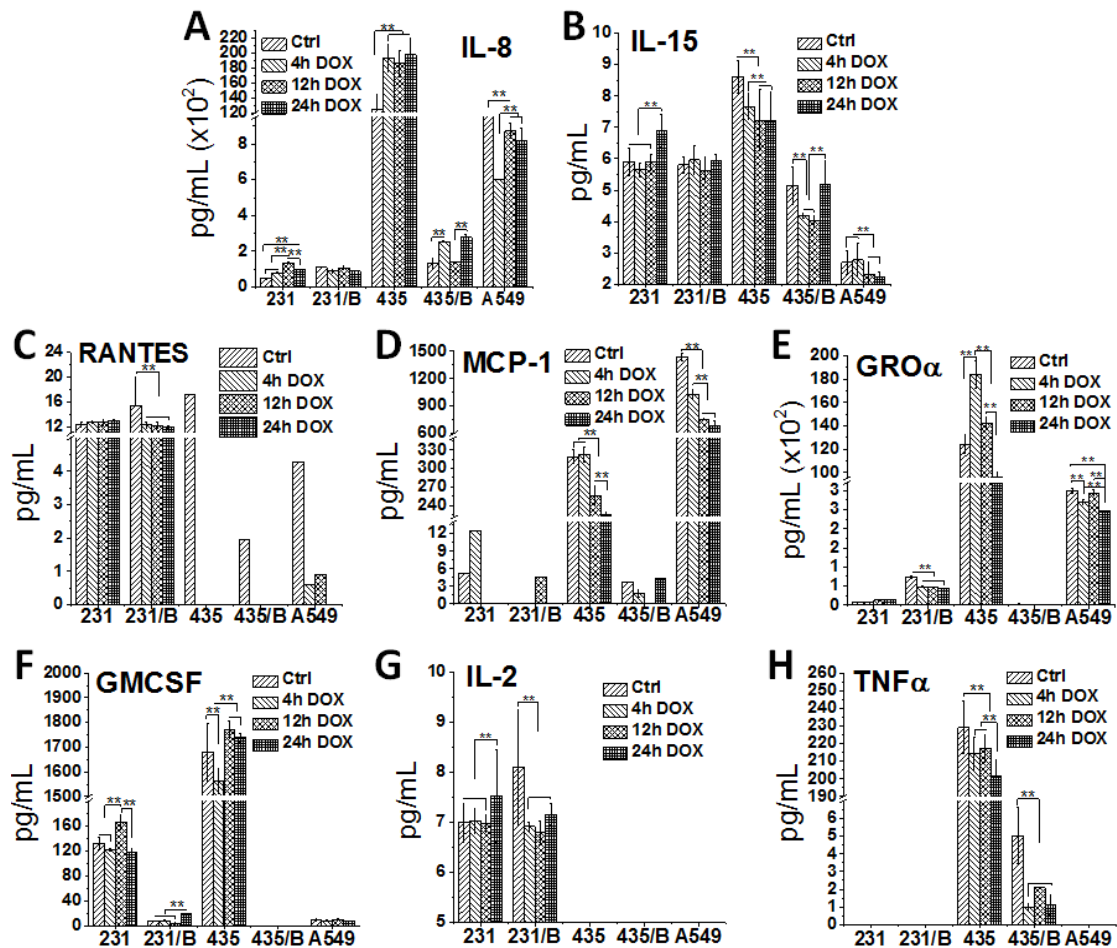 A
IL-8
Ctrl
4h DOX
12h DOX
24h DOX
pg/mL (x10²)
220
200
180
160
140
120
8
6
4
2
0
**
**
**
**
**
**
**
**
**
231
231/B
435
435/B
A549
B
IL-15
Ctrl
4h DOX
12h DOX
24h DOX
pg/mL
10
9
8
7
6
5
4
3
2
**
**
**
**
**
**
231
231/B
435
435/B
A549
C
RANTES
Ctrl
4h DOX
12h DOX
24h DOX
pg/mL
24
20
16
12
4
3
2
1
0
**
231
231/B
435
435/B
A549
D
MCP-1
Ctrl
4h DOX
12h DOX
24h DOX
pg/mL
1500
1200
900
600
330
300
270
240
12
9
6
3
0
**
**
**
**
231
231/B
435
435/B
A549
E
GROα
Ctrl
4h DOX
12h DOX
24h DOX
pg/mL (x10²)
200
180
160
140
120
100
3
3
2
2
1
1
0
**
**
**
**
**
**
**
**
231
231/B
435
435/B
A549
F
GMCSF
Ctrl
4h DOX
12h DOX
24h DOX
pg/mL
2000
1900
1800
1700
1600
1500
160
120
80
40
0
**
**
**
**
**
231
231/B
435
435/B
A549
G
IL-2
Ctrl
4h DOX
12h DOX
24h DOX
pg/mL
10
9
8
7
6
5
**
**
231
231/B
435
435/B
A549
H
TNFα
Ctrl
4h DOX
12h DOX
24h DOX
pg/mL
260
250
240
230
220
210
200
190
6
5
4
3
2
1
0
**
**
**
231
231/B
435
435/B
A549